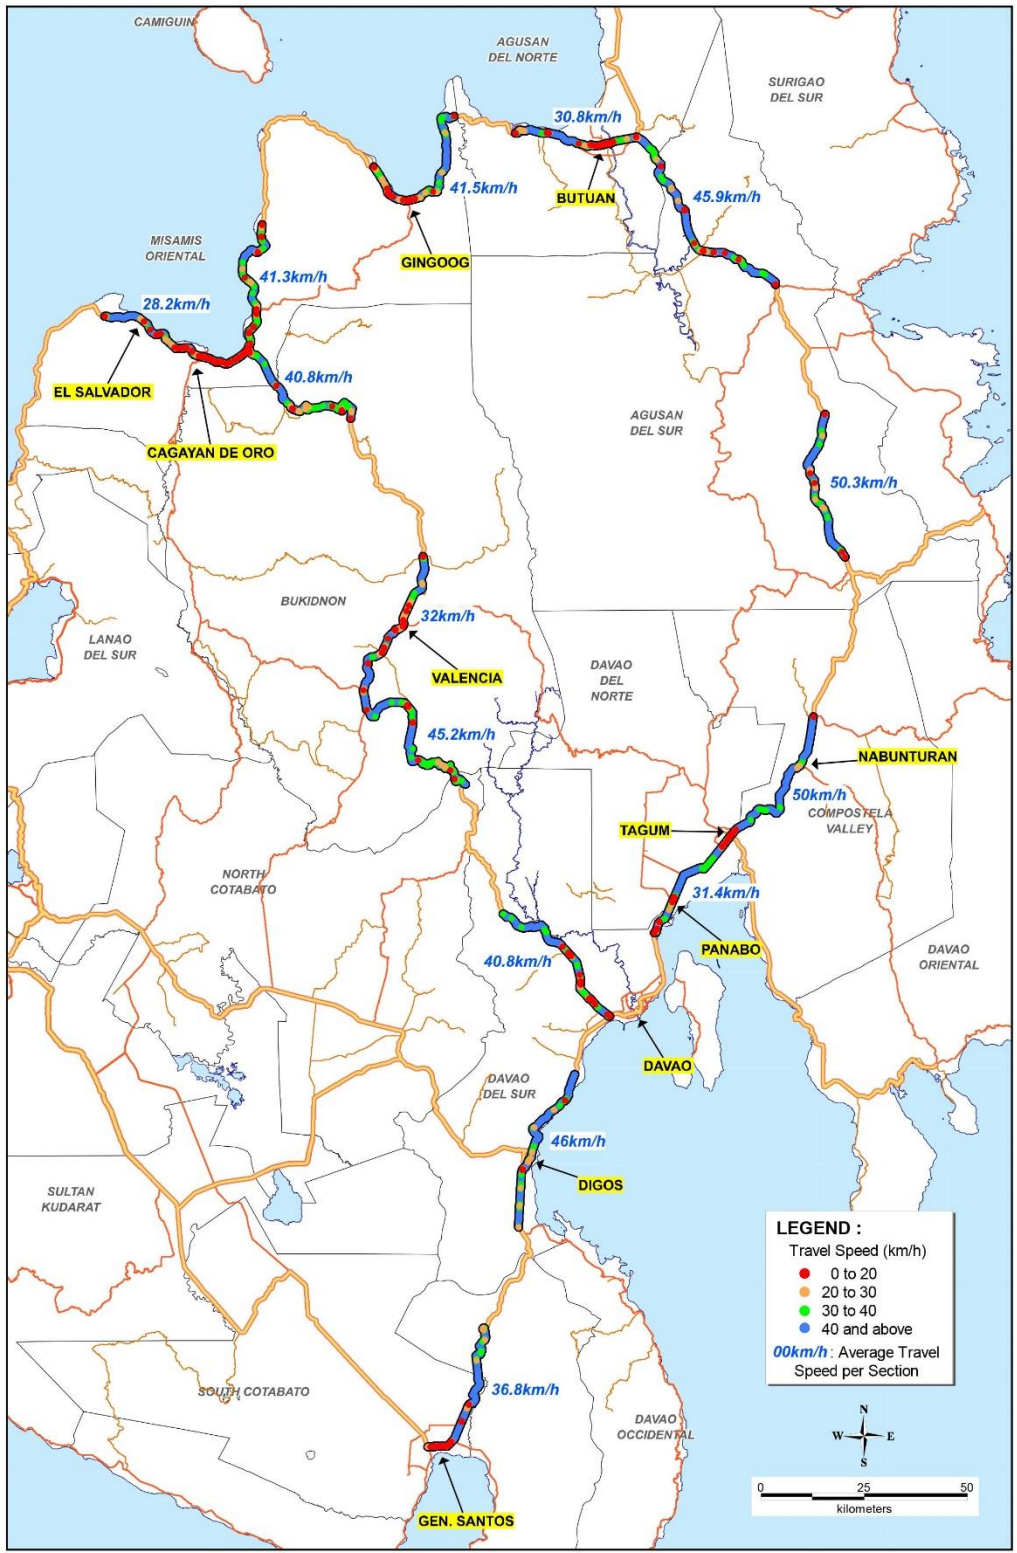 CAMIGUIN
AGUSAN
DEL NORTE
SURIGAO
DEL SUR
30.8km/h
41.5km/h
BUTUAN
45.9km/h
MISAMIS
ORIENTAL
GINGOOG
41.3km/h
28.2km/h
EL SALVADOR
40.8km/h
CAGAYAN DE ORO
AGUSAN
DEL SUR
50.3km/h
BUKIDNON
32km/h
LANAO
DEL SUR
VALENCIA
DAVAO
DEL
NORTE
45.2km/h
NABUNTURAN
50km/h
COMPOSTELA
VALLEY
TAGUM
NORTH
COTABATO
31.4km/h
PANABO
40.8km/h
DAVAO
ORIENTAL
DAVAO
DAVAO
DEL SUR
46km/h
DIGOS
SULTAN
KUDARAT
LEGEND :
Travel Speed (km/h)
0 to 20
20 to 30
30 to 40
40 and above
00km/h : Average Travel
Speed per Section
36.8km/h
SOUTH COTABATO
DAVAO
OCCIDENTAL
GEN. SANTOS
N
W E
S
0 25 50
kilometers